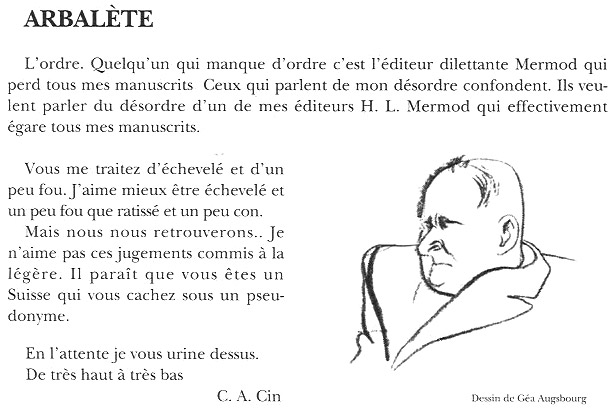 ARBALÈTE
L'ordre. Quelqu'un qui manque d'ordre c'est l'éditeur dilettante Mermod qui
perd tous mes manuscrits Ceux qui parlent de mon désordre confondent. Ils veu-
lent parler du désordre d'un de mes éditeurs H. L. Mermod qui effectivement
égare tous mes manuscrits.
Vous me traitez d'échevelé et d'un
peu fou. J'aime mieux être échevelé et
un peu fou que ratissé et un peu con.
Mais nous nous retrouverons.. Je
n'aime pas ces jugements commis à la
légère. Il paraît que vous êtes un
Suisse qui vous cachez sous un pseu-
donyme.
En l'attente je vous urine dessus.
De très haut à très bas
C. A. Cin
Dessin de Géa Augsbourg